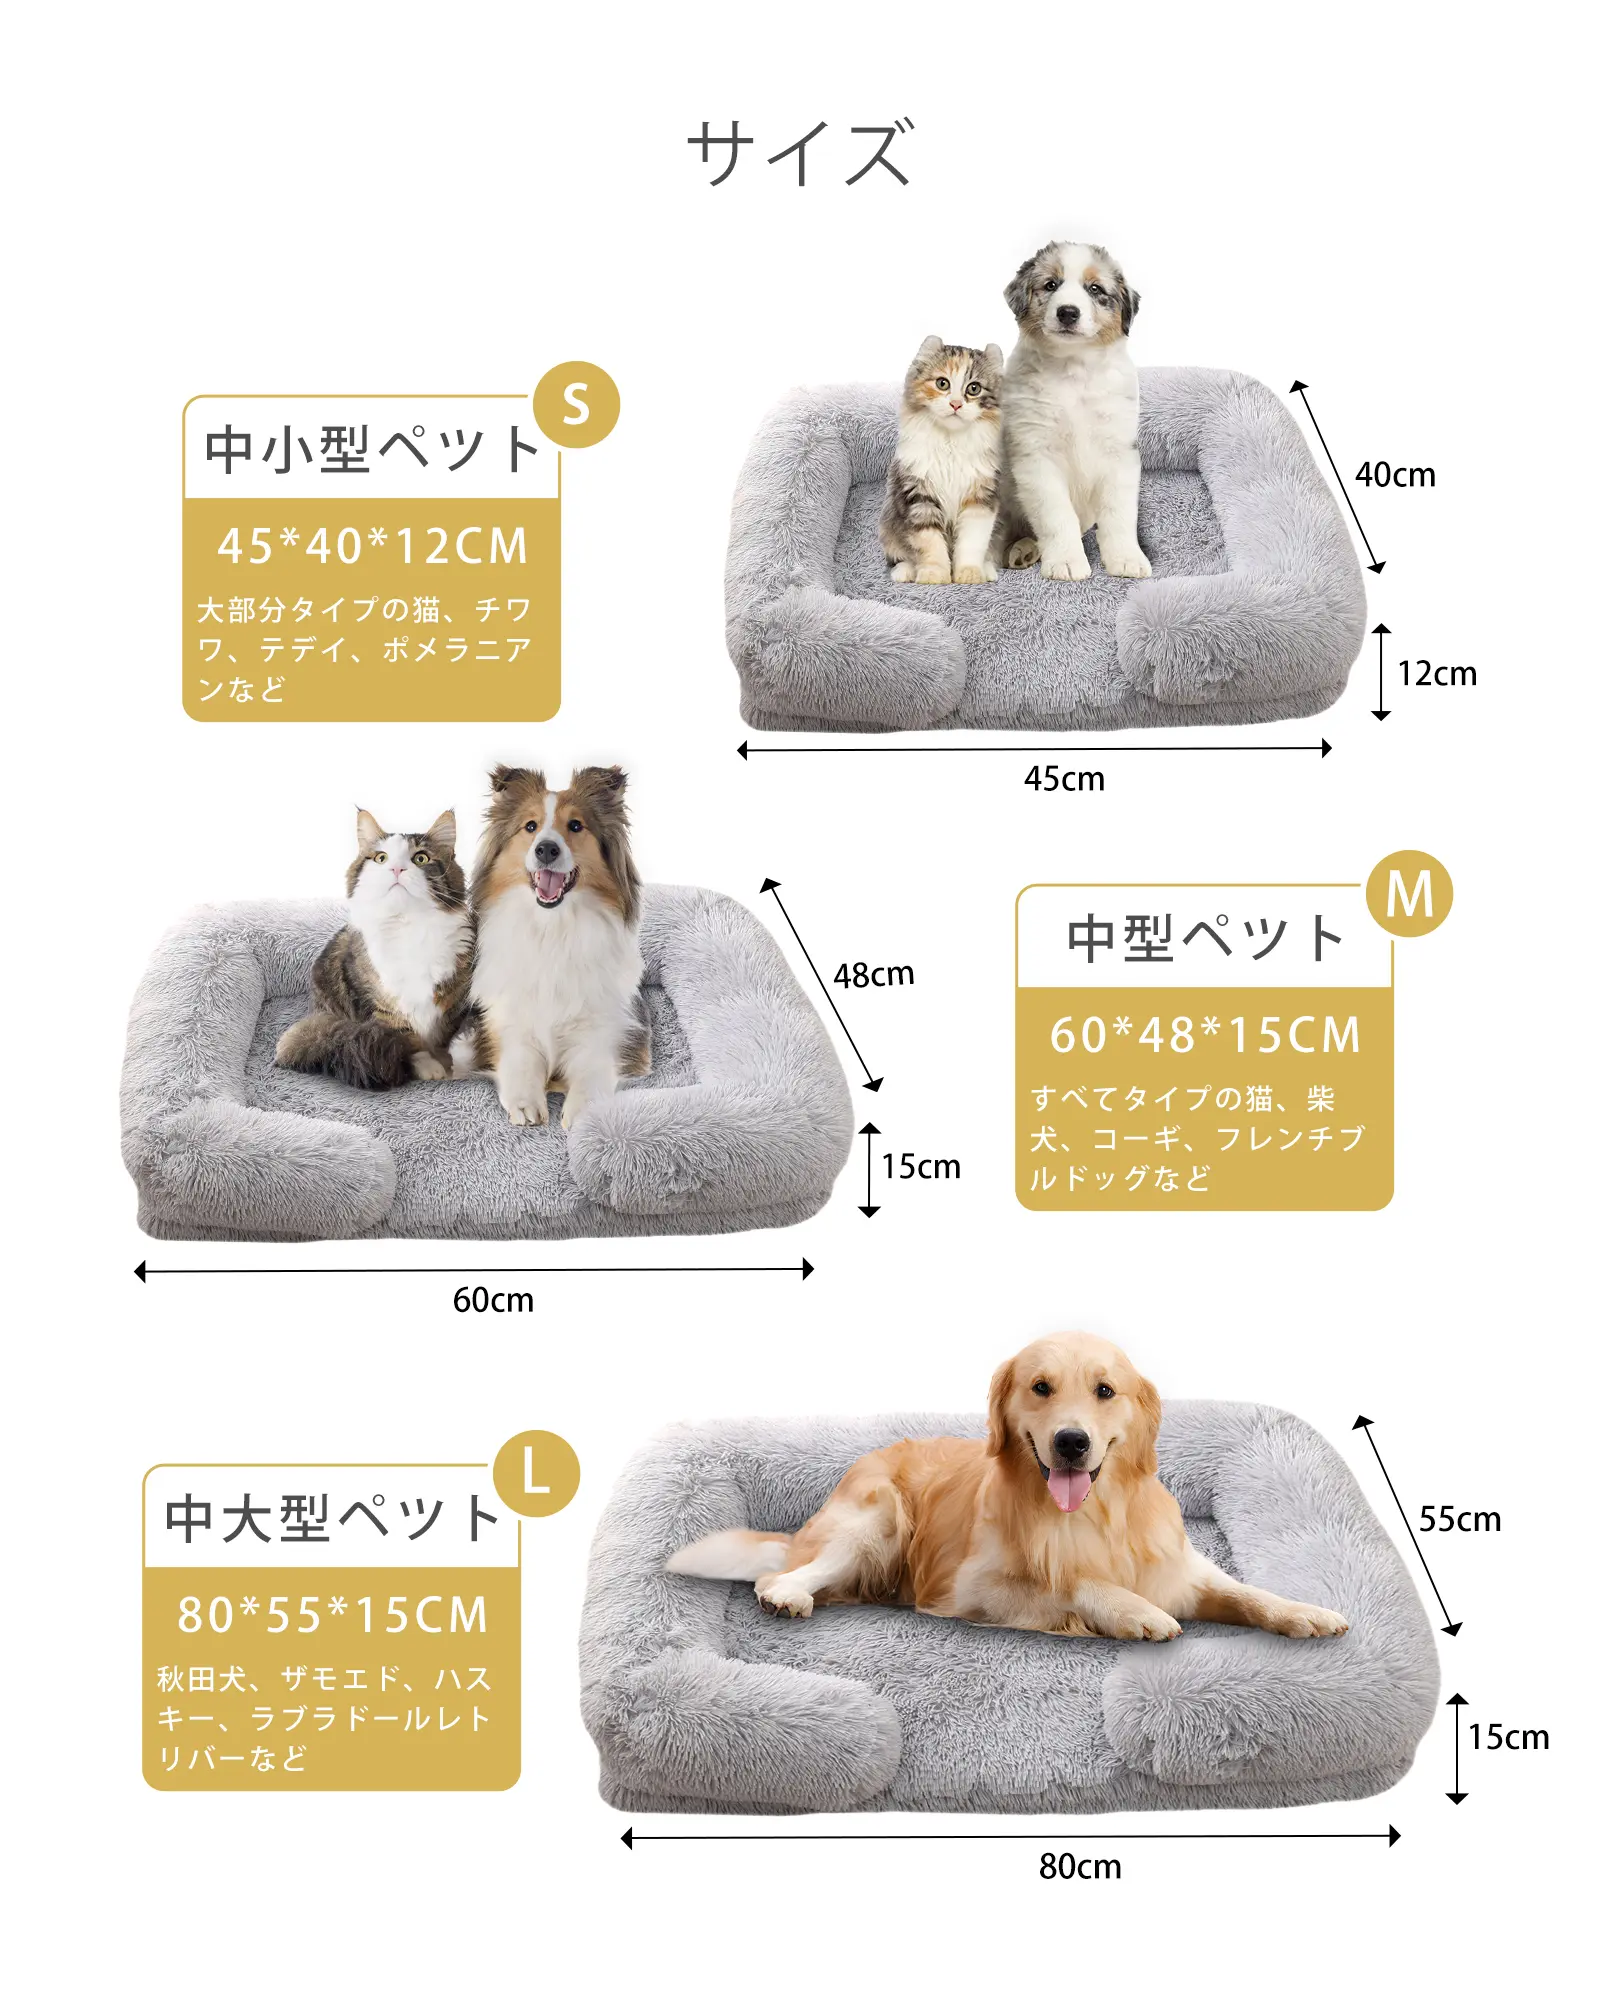 サイズ
S
中小型ペット
45*40*12CM
大部分タイプの猫、チワ
ワ、テデイ、ポメラニア
ンなど
40cm
12cm
45cm
48cm
15cm
60cm
M
中型ペット
60*48*15CM
すべてタイプの猫、柴
犬、コーギ、フレンチブ
ルドッグなど
L
中大型ペット
80*55*15CM
秋田犬、ザモエド、ハス
キー、ラブラドールレト
リバーなど
55cm
15cm
80cm